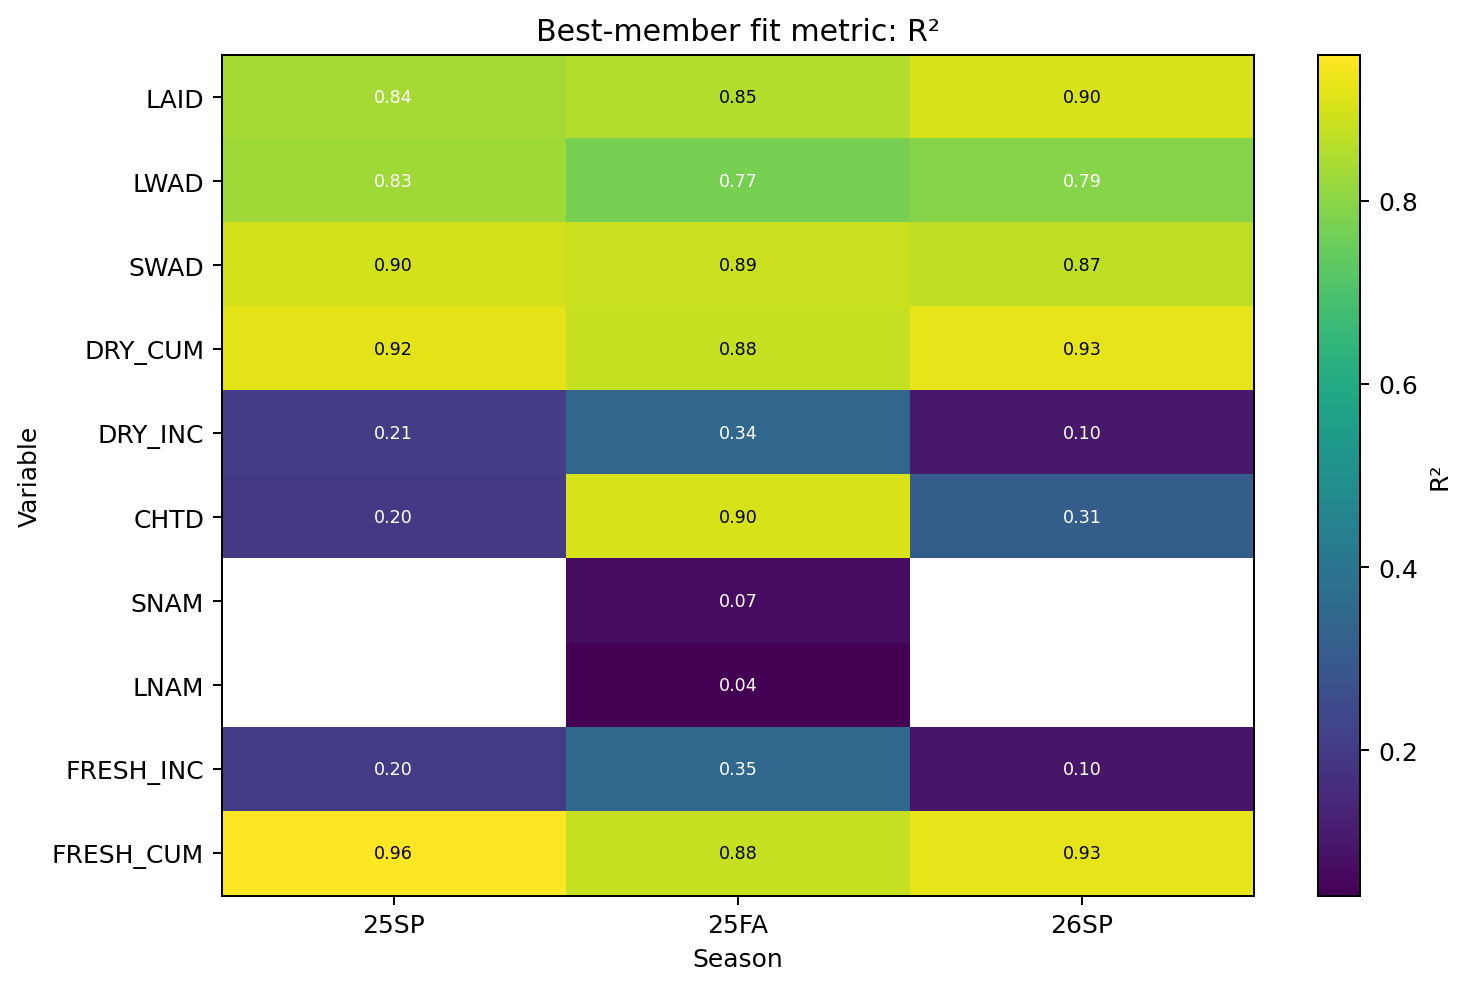 Best-member fit metric: R²
LAID 0.84 0.85 0.90
LWAD 0.83 0.77 0.79
SWAD 0.90 0.89 0.87
DRY_CUM 0.92 0.88 0.93
DRY_INC 0.21 0.34 0.10
CHTD 0.20 0.90 0.31
SNAM 0.07
LNAM 0.04
FRESH_INC 0.20 0.35 0.10
FRESH_CUM 0.96 0.88 0.93
25SP 25FA 26SP
Season
Variable
0.8
0.6
0.4
0.2
R²